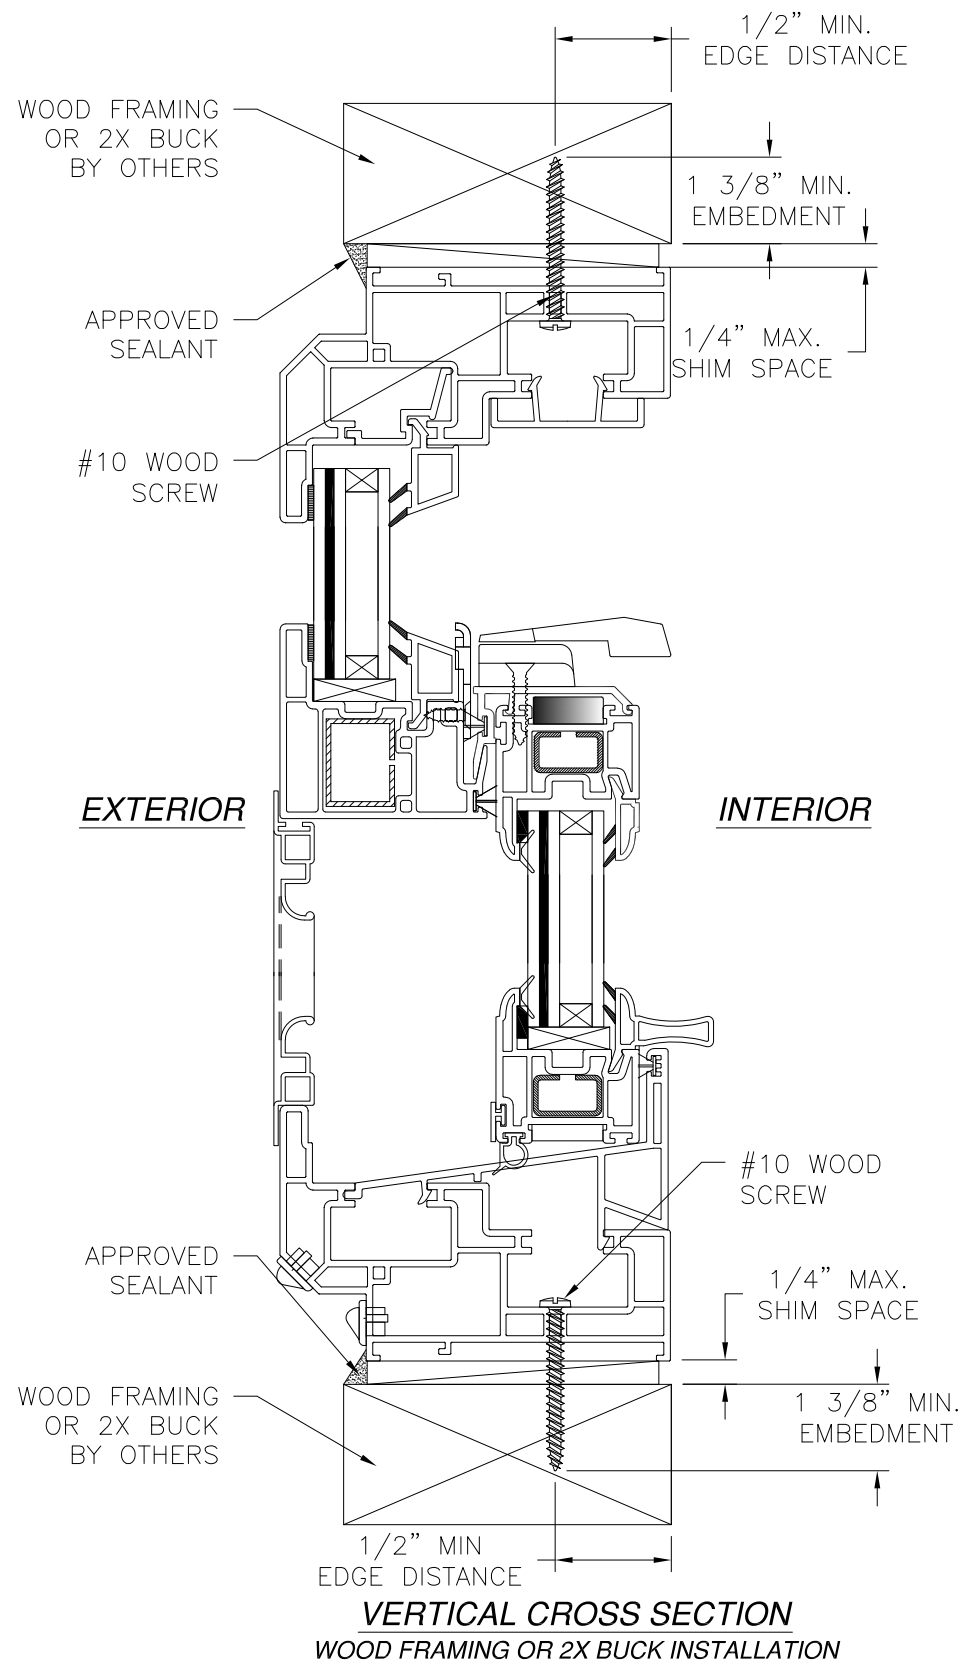 1/2” MIN.
EDGE DISTANCE
WOOD FRAMING
OR 2X BUCK
BY OTHERS
1 3/8” MIN.
EMBEDMENT
APPROVED
SEALANT
1/4” MAX.
SHIM SPACE
#10 WOOD
SCREW
EXTERIOR
INTERIOR
#10 WOOD
SCREW
APPROVED
SEALANT
1/4” MAX.
SHIM SPACE
WOOD FRAMING
OR 2X BUCK
BY OTHERS
1 3/8” MIN.
EMBEDMENT
1/2” MIN
EDGE DISTANCE
VERTICAL CROSS SECTION
WOOD FRAMING OR 2X BUCK INSTALLATION